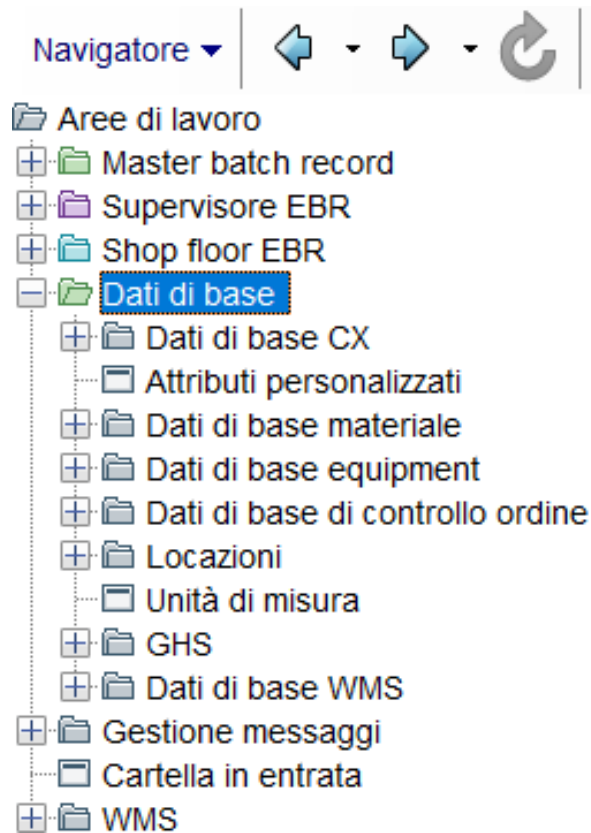 Navigatore
Aree di lavoro
Master batch record
Supervisore EBR
Shop floor EBR
Dati di base
Dati di base CX
Attributi personalizzati
Dati di base materiale
Dati di base equipment
Dati di base di controllo ordine
Locazioni
Unità di misura
GHS
Dati di base WMS
Gestione messaggi
Cartella in entrata
WMS